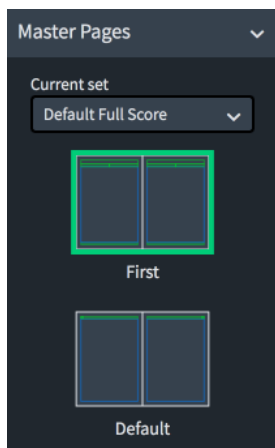 Master Pages
Current set
Default Full Score
First
Default